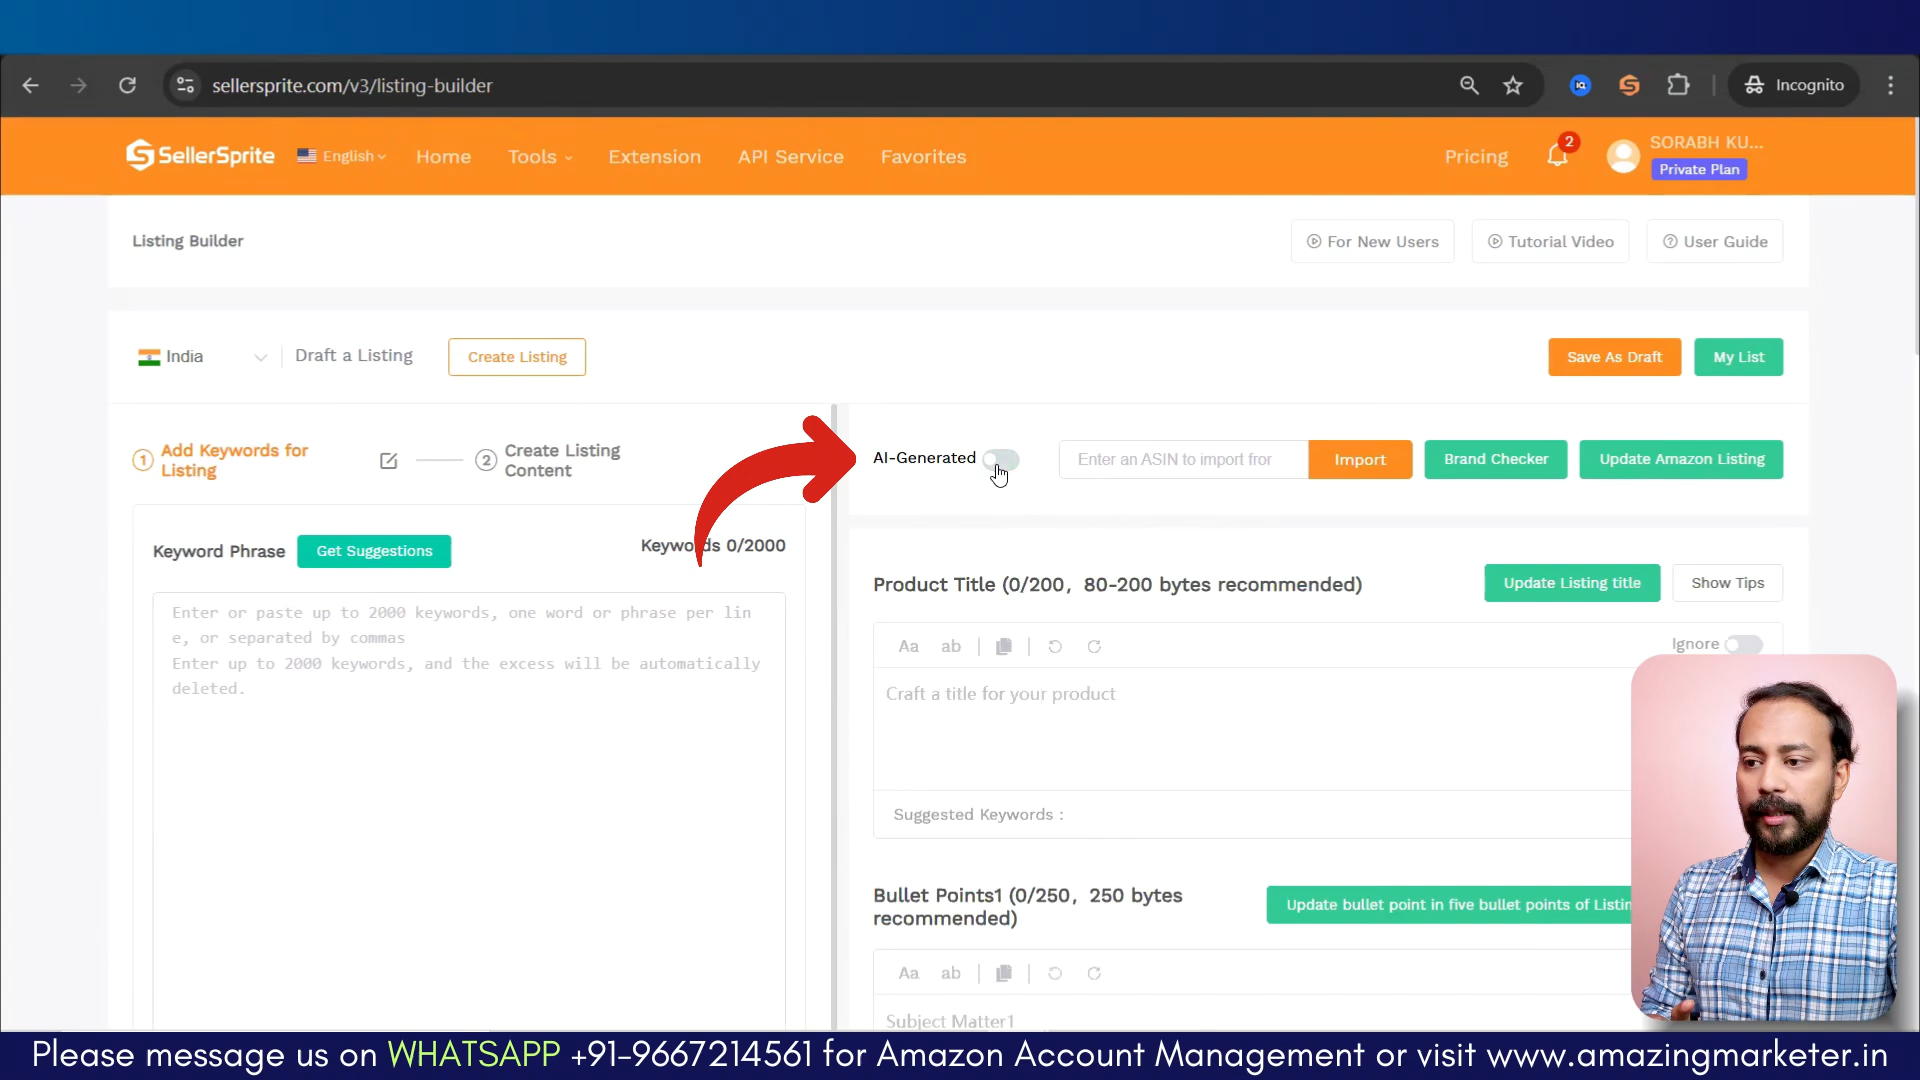 sellersprite.com/v3/listing-builder
Incognito
SellerSprite
English
Home
Tools
Extension
API Service
Favorites
Pricing
2
SORABH KU...
Private Plan
Listing Builder
For New Users
Tutorial Video
User Guide
India
Draft a Listing
Create Listing
Save As Draft
My List
1 Add Keywords for
Listing
2 Create Listing
Content
AI-Generated
Enter an ASIN to import fror
Import
Brand Checker
Update Amazon Listing
Keyword Phrase
Get Suggestions
Keywords 0/2000
Enter or paste up to 2000 keywords, one word or phrase per lin
e, or separated by commas
Enter up to 2000 keywords, and the excess will be automatically
deleted.
Product Title (0/200, 80-200 bytes recommended)
Update Listing title
Show Tips
Aa ab
Ignore
Craft a title for your product
Suggested Keywords :
Bullet Points1 (0/250, 250 bytes
recommended)
Update bullet point in five bullet points of Listin
Aa ab
Subject Matter1
Please message us on WHATSAPP +91-9667214561 for Amazon Account Management or visit www.amazingmarketer.in